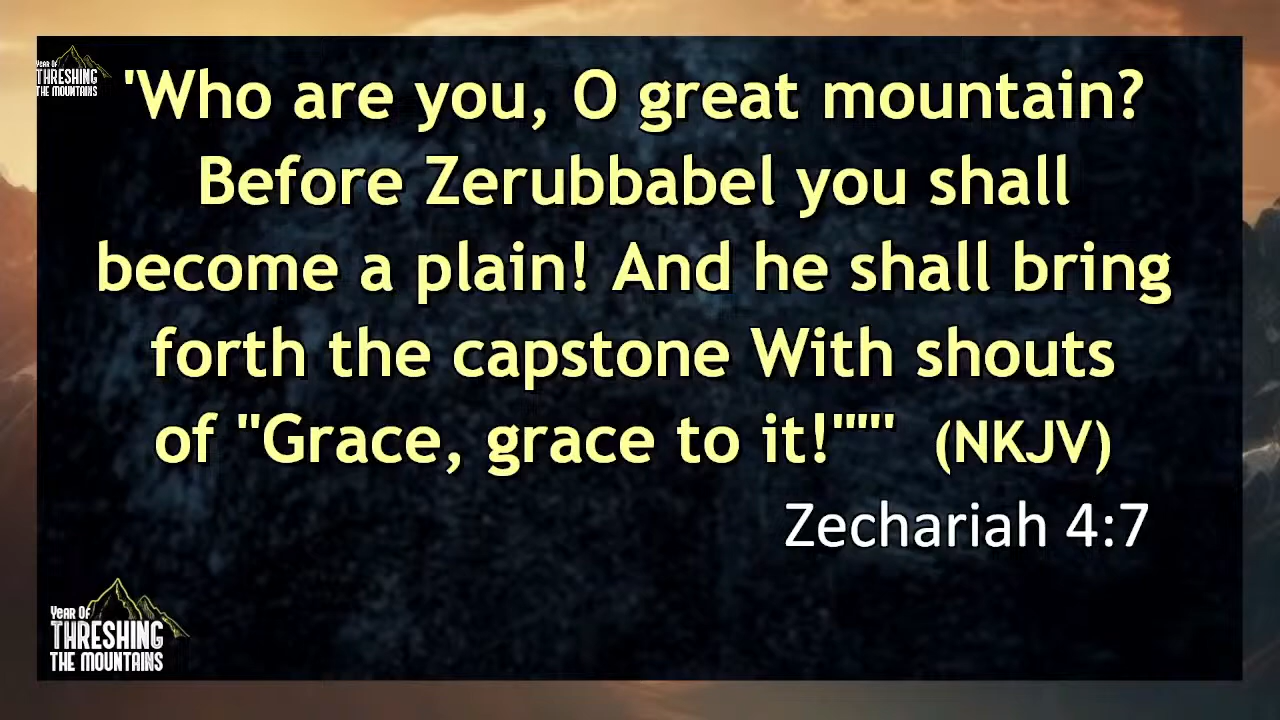 YEAR OF
THRESHING
THE MOUNTAINS
'Who are you, O great mountain?
Before Zerubbabel you shall
become a plain! And he shall bring
forth the capstone With shouts
of "Grace, grace to it!"'" (NKJV)
Zechariah 4:7
YEAR OF
THRESHING
THE MOUNTAINS